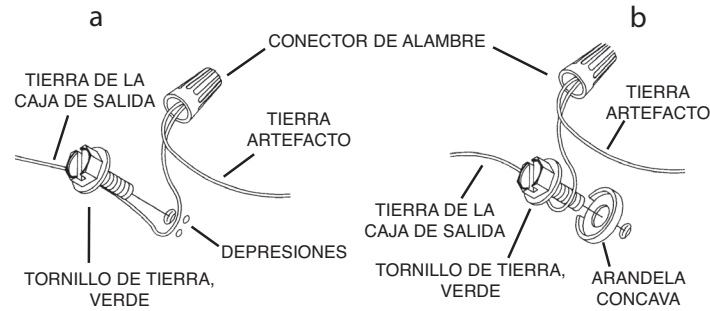 a
b
CONECTOR DE ALAMBRE
TIERRA DE LA
CAJA DE SALIDA
TIERRA
ARTEFACTO
DEPRESIONES
TORNILLO DE TIERRA,
VERDE
TIERRA
ARTEFACTO
TIERRA DE LA
CAJA DE SALIDA
TORNILLO DE TIERRA,
VERDE
ARANDELA
CONCAVA